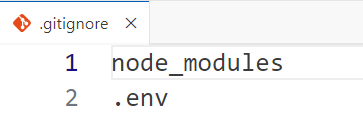 .gitignore
1 node_modules
2 .env